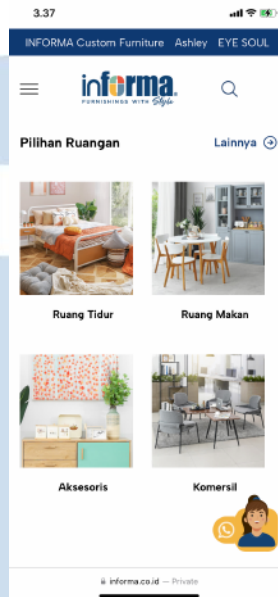 3.37
INFORMA Custom Furniture Ashley EYE SOUL
informa.
FURNISHINGS WITH Style
Pilihan Ruangan Lainnya
Ruang Tidur Ruang Makan
Aksesoris Komersil
informa.co.id — Private